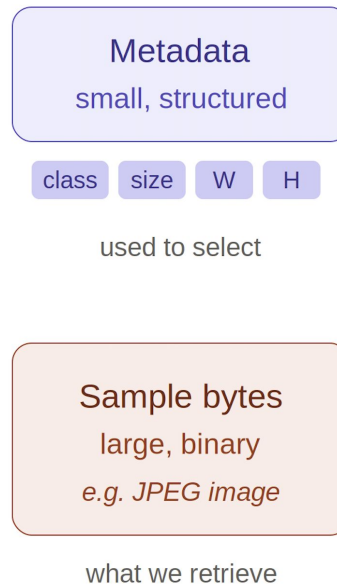 Metadata
small, structured
class size W H
used to select
Sample bytes
large, binary
e.g. JPEG image
what we retrieve